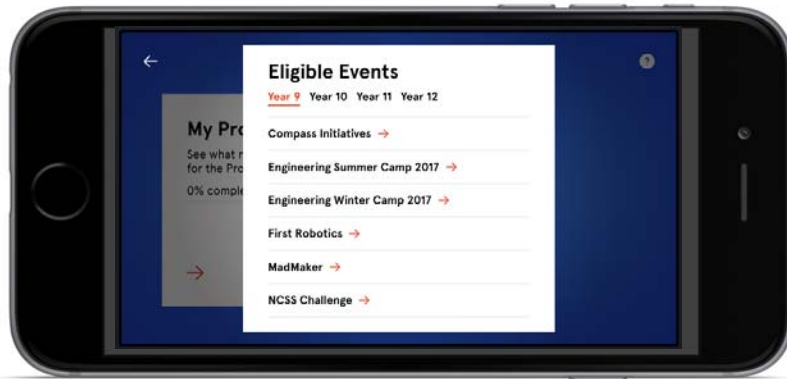 Eligible Events
Year 9 Year 10 Year 11 Year 12
Compass Initiatives →
Engineering Summer Camp 2017 →
Engineering Winter Camp 2017 →
First Robotics →
MadMaker →
NCSS Challenge →
My Pro
See what
for the Pro
0% comple
?